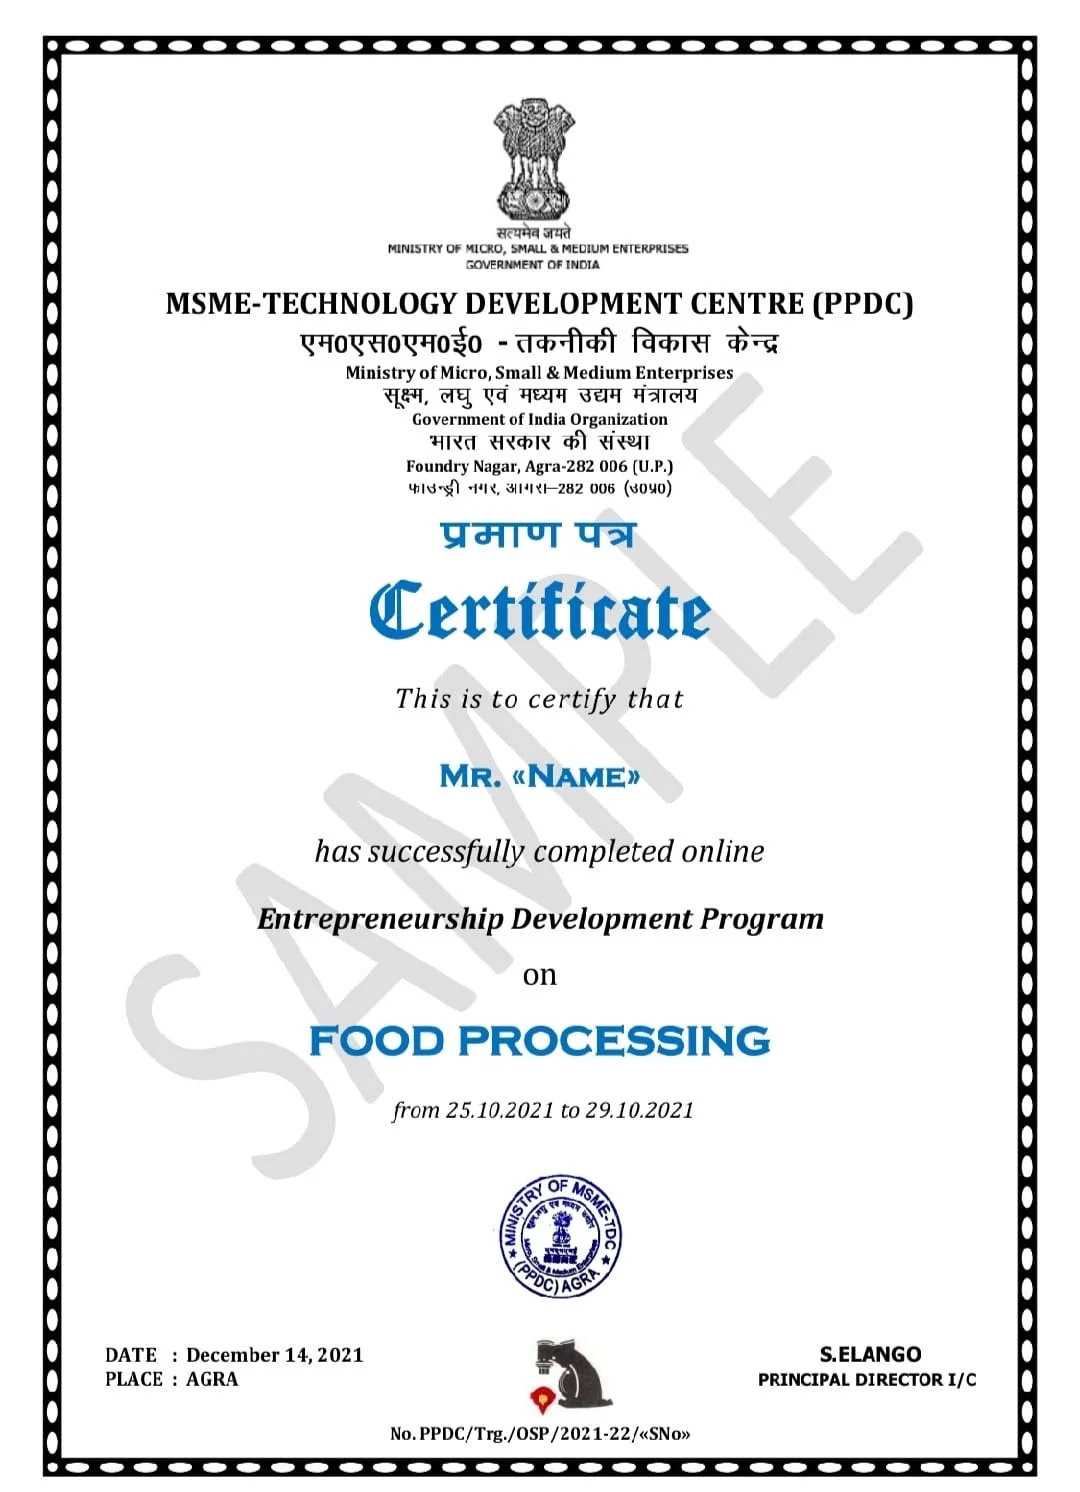 सत्यमेव जयते
MINISTRY OF MICRO, SMALL & MEDIUM ENTERPRISES
GOVERNMENT OF INDIA
MSME-TECHNOLOGY DEVELOPMENT CENTRE (PPDC)
एम0एस0एम0ई0 - तकनीकी विकास केन्द्र
Ministry of Micro, Small & Medium Enterprises
सूक्ष्म, लघु एवं मध्यम उद्यम मंत्रालय
Government of India Organization
भारत सरकार की संस्था
Foundry Nagar, Agra-282 006 (U.P.)
फाउन्ड्री नगर, आगरा–282 006 (उ0प्र0)
प्रमाण पत्र
Certificate
This is to certify that
MR. «NAME»
has successfully completed online
Entrepreneurship Development Program
on
FOOD PROCESSING
from 25.10.2021 to 29.10.2021
SAMPLE
MINISTRY OF MSME-TDC
(PPDC) AGRA
Micro, Small & Medium Enterprises
DATE : December 14, 2021
PLACE : AGRA
S.ELANGO
PRINCIPAL DIRECTOR I/C
No. PPDC/Trg./OSP/2021-22/«SNo»